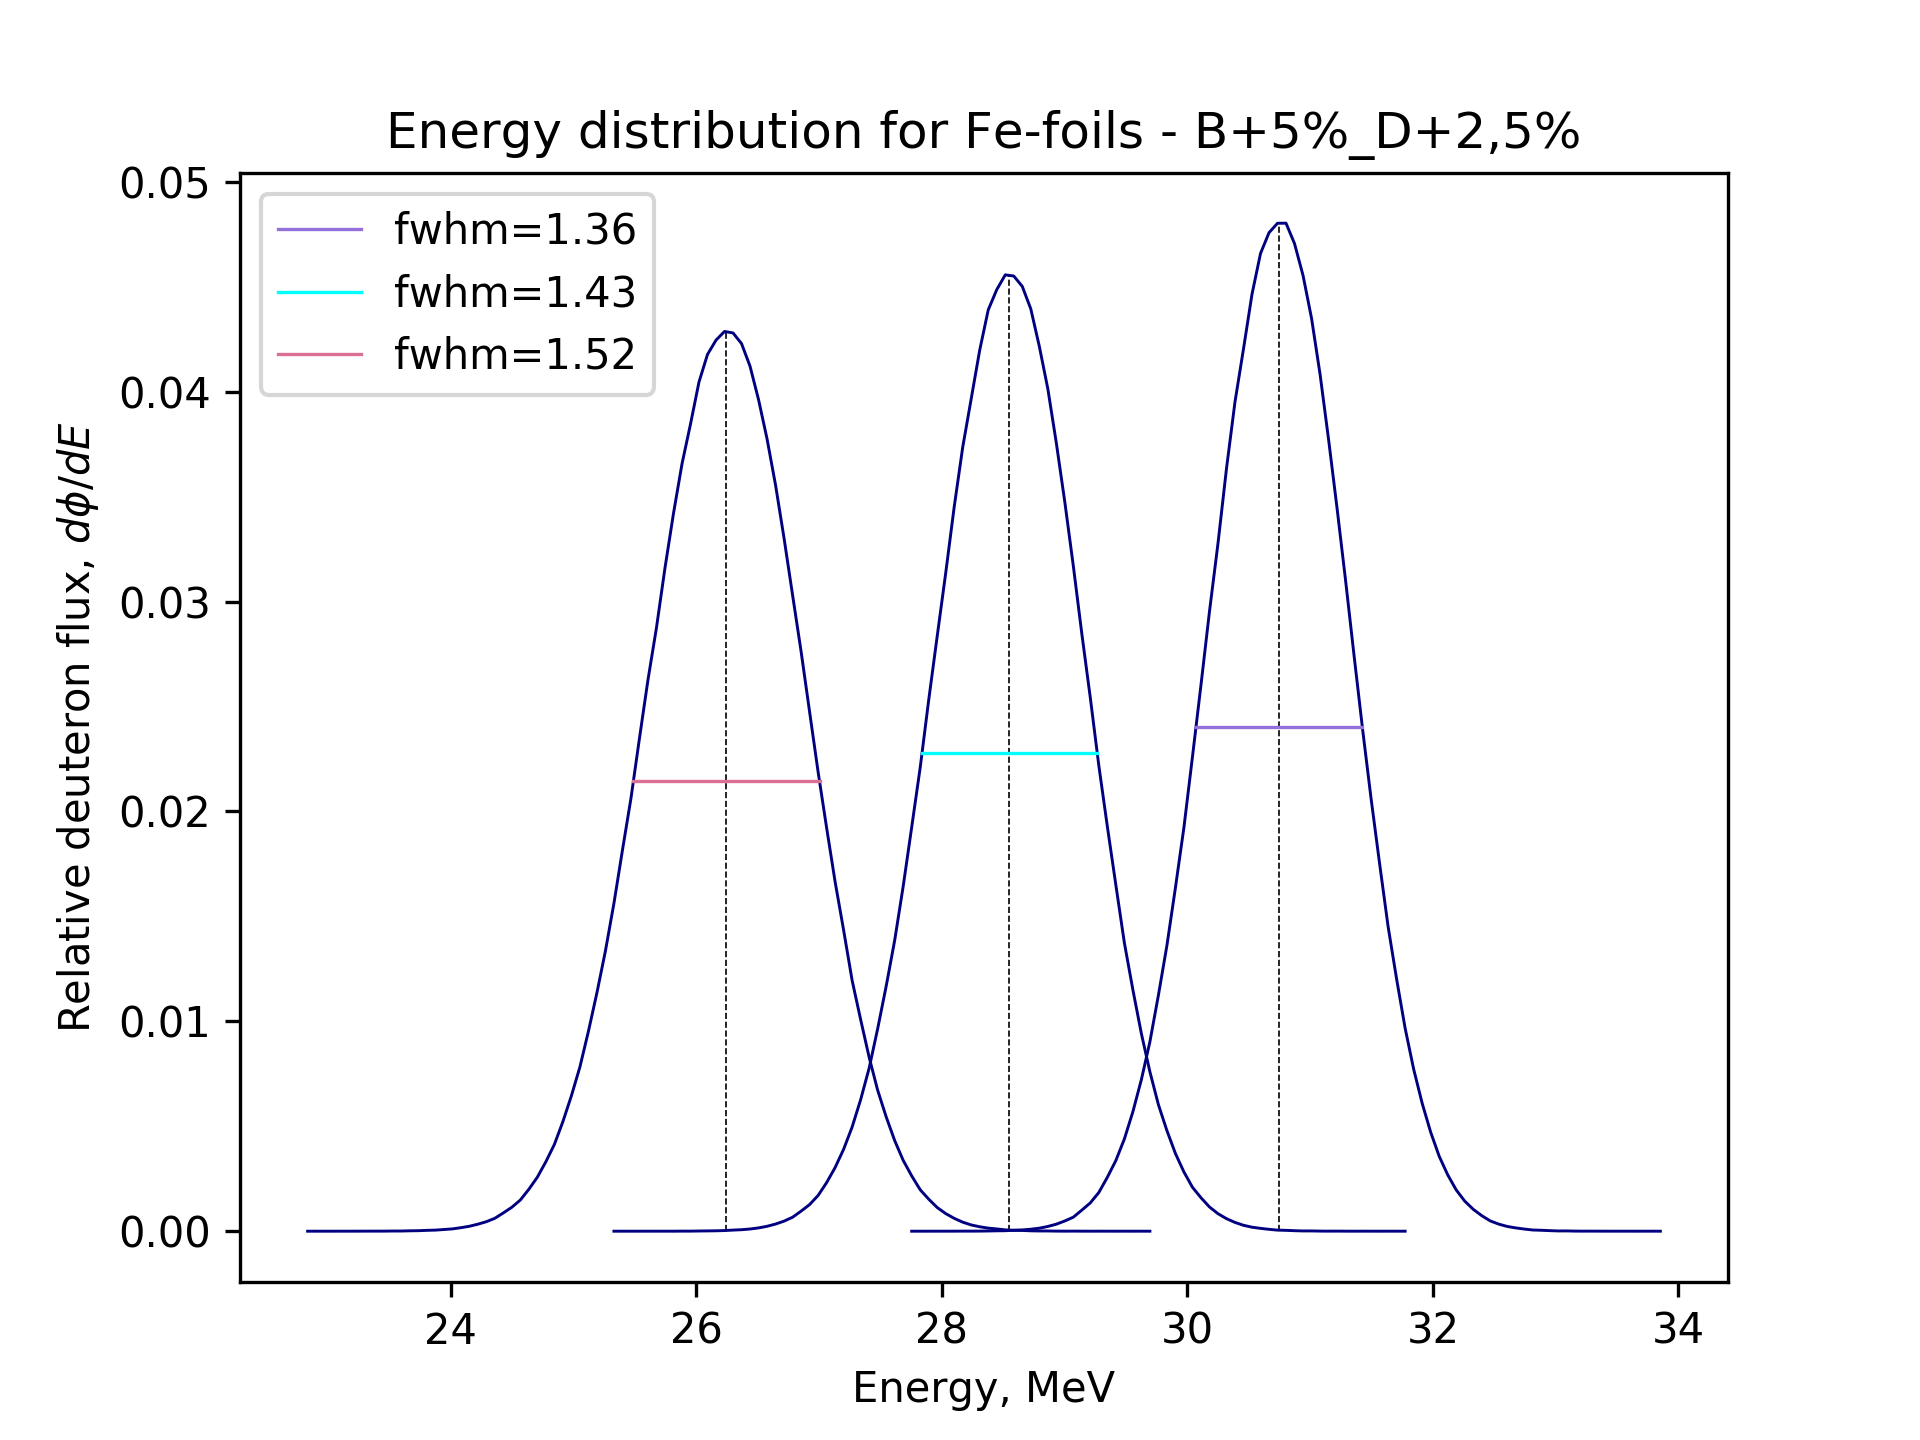 Energy distribution for Fe-foils - B+5%_D+2,5%
fwhm=1.36
fwhm=1.43
fwhm=1.52
0.05
0.04
0.03
0.02
0.01
0.00
Relative deuteron flux, dϕ/dE
24 26 28 30 32 34
Energy, MeV